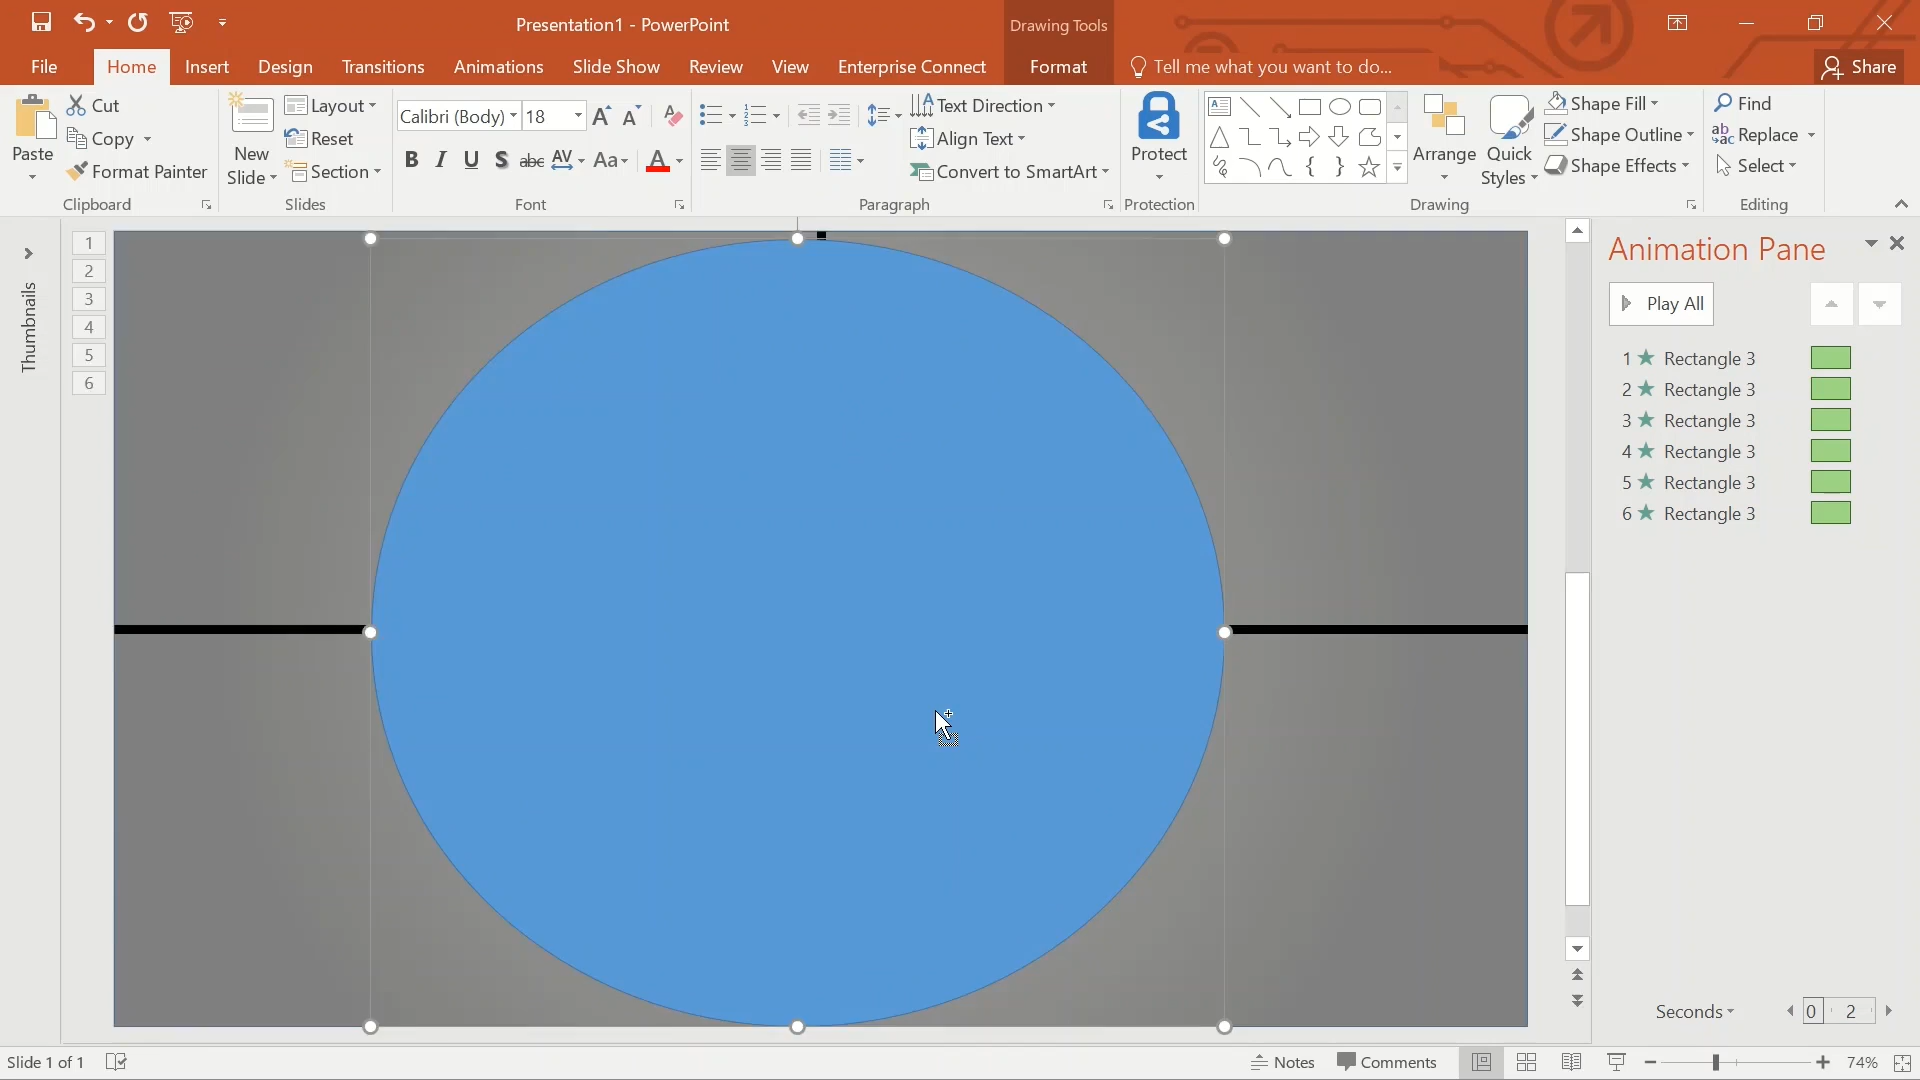 Presentation1 - PowerPoint
Drawing Tools
File Home Insert Design Transitions Animations Slide Show Review View Enterprise Connect Format Tell me what you want to do... Share
Paste
Cut
Copy
Format Painter
Clipboard
New
Slide
Layout
Reset
Section
Slides
Calibri (Body) 18
B I U S abc AV Aa A
Font
Text Direction
Align Text
Convert to SmartArt
Paragraph
Protect
Protection
Arrange
Quick
Styles
Shape Fill
Shape Outline
Shape Effects
Drawing
Find
Replace
Select
Editing
Thumbnails
1
2
3
4
5
6
Animation Pane
Play All
1 Rectangle 3
2 Rectangle 3
3 Rectangle 3
4 Rectangle 3
5 Rectangle 3
6 Rectangle 3
Seconds 0 2
Slide 1 of 1 Notes Comments 74%